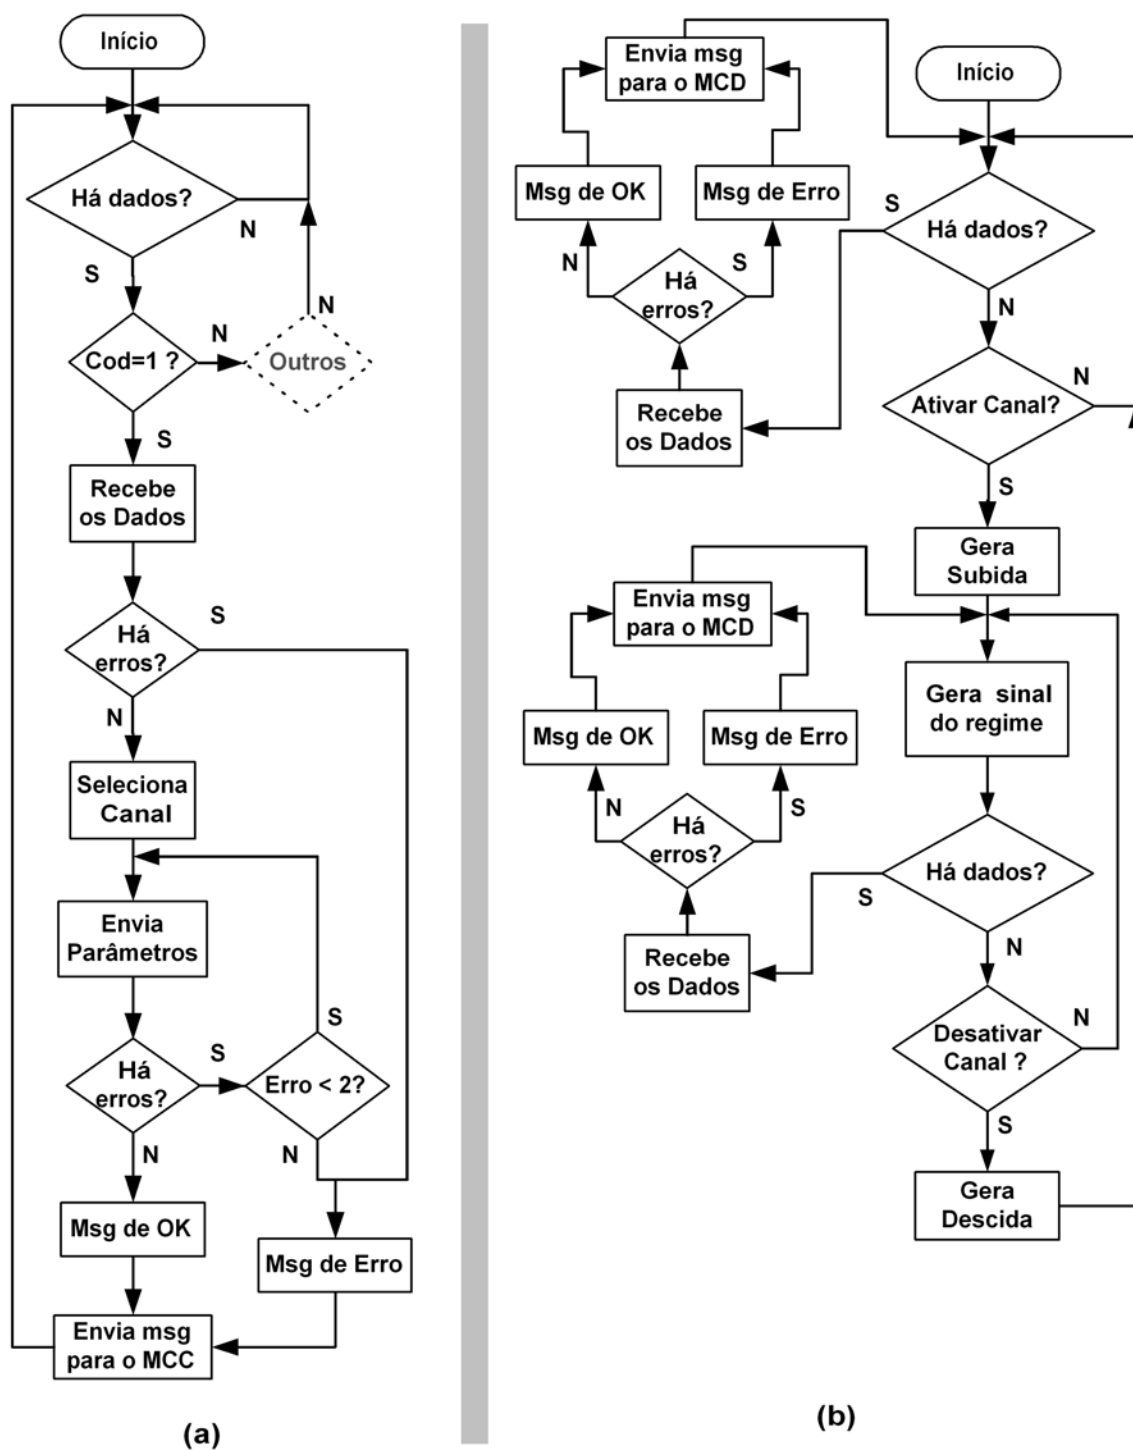 Início
Há dados?
N
S
Cod=1 ?
N
N
Outros
S
Recebe
os Dados
Há
erros?
S
N
Seleciona
Canal
Envia
Parâmetros
S
Há
erros?
S
Erro < 2?
N
N
Msg de OK
Msg de Erro
Envia msg
para o MCC
(a)
Envia msg
para o MCD
Início
Msg de OK
Msg de Erro
S
Há dados?
N
S
Há
erros?
N
Ativar Canal?
N
Recebe
os Dados
S
Gera
Subida
Envia msg
para o MCD
Gera sinal
do regime
Msg de OK
Msg de Erro
N
S
Há
erros?
Há dados?
S
N
Recebe
os Dados
Desativar
Canal ?
N
S
Gera
Descida
(b)